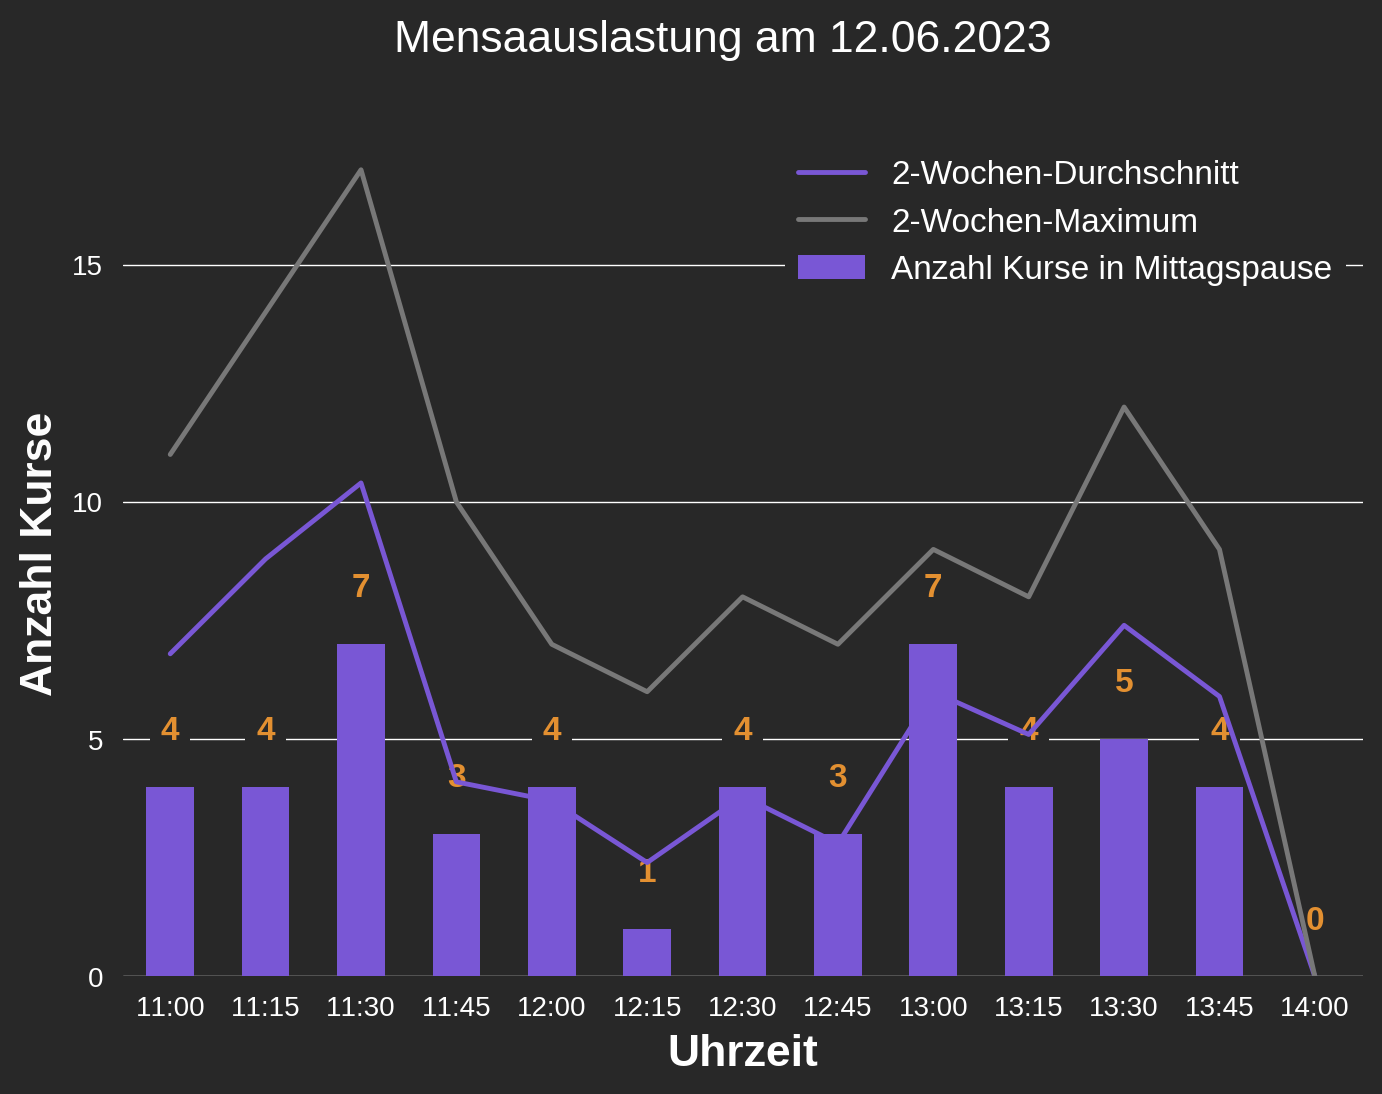 Mensaauslastung am 12.06.2023
2-Wochen-Durchschnitt
2-Wochen-Maximum
Anzahl Kurse in Mittagspause
Anzahl Kurse
15
10
5
0
4
4
7
3
4
1
4
3
7
4
5
4
0
11:00 11:15 11:30 11:45 12:00 12:15 12:30 12:45 13:00 13:15 13:30 13:45 14:00
Uhrzeit